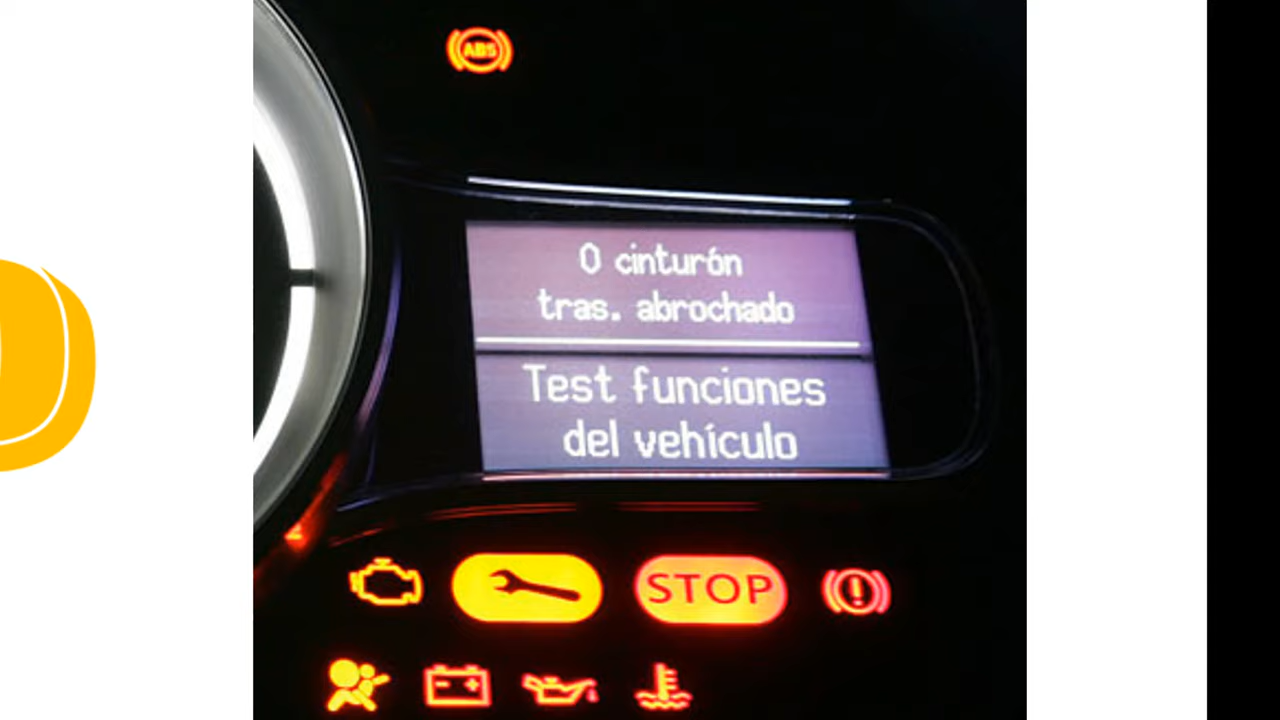 ABS
0 cinturón
tras. abrochado
Test funciones
del vehículo
STOP